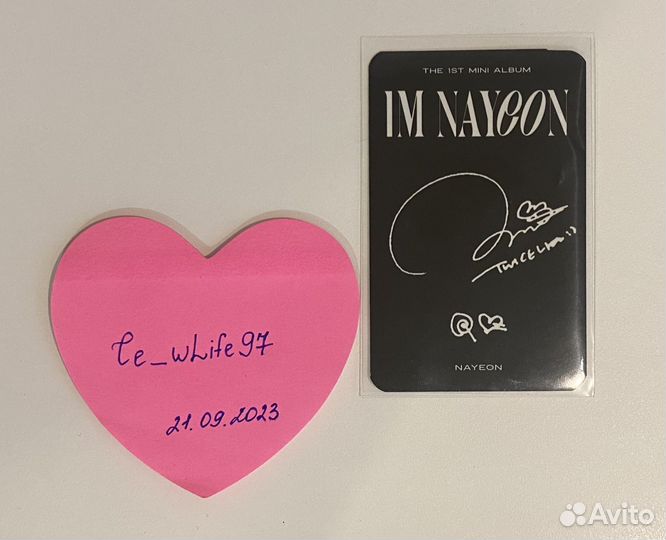 THE 1ST MINI ALBUM
IM NAYEON
NAYEON
Te_wLife97
21.09.2023
Avito